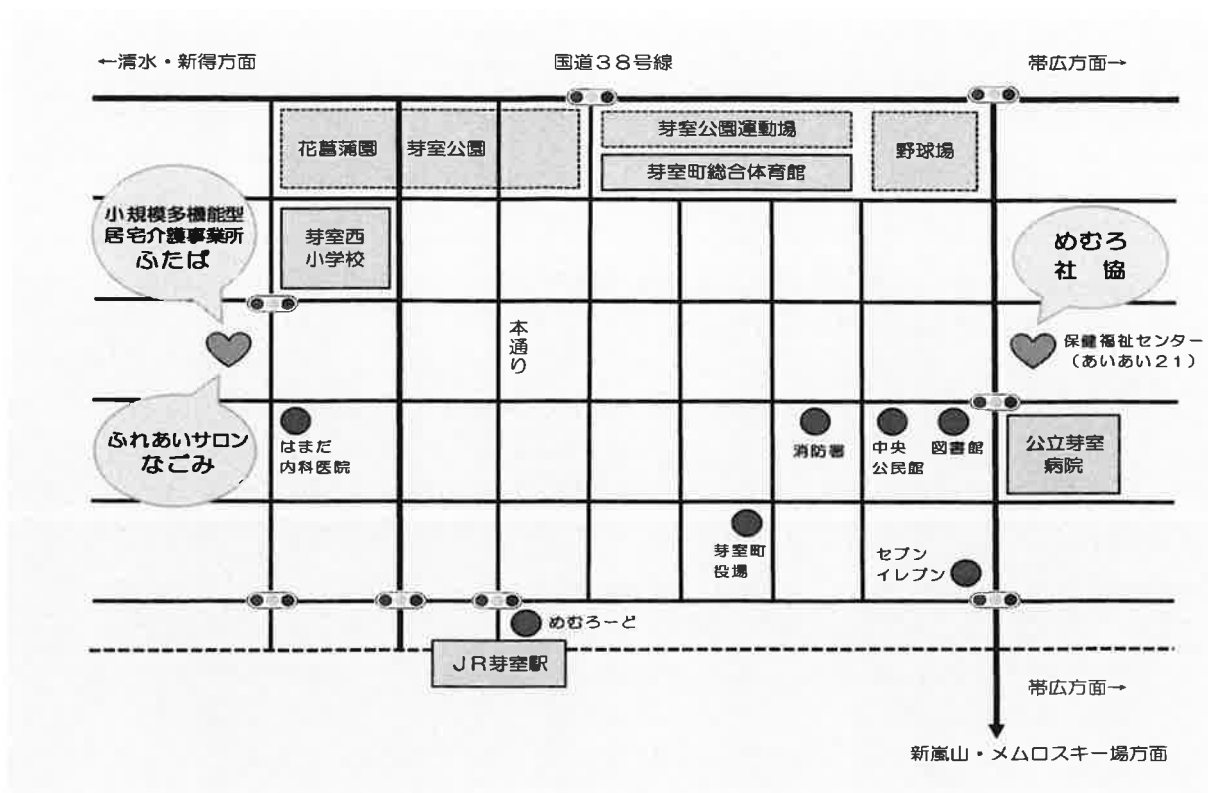 ←清水・新得方面
国道38号線
帯広方面→
花菖蒲園
芽室公園
芽室公園運動場
芽室町総合体育館
野球場
小規模多機能型
居宅介護事業所
ふたば
芽室西
小学校
めむろ
社　協
本通り
保健福祉センター
（あいあい21）
ふれあいサロン
なごみ
はまだ
内科医院
消防署
中央
公民館
図書館
公立芽室
病院
芽室町
役場
セブン
イレブン
めむろーど
JR芽室駅
帯広方面→
新嵐山・メムロスキー場方面